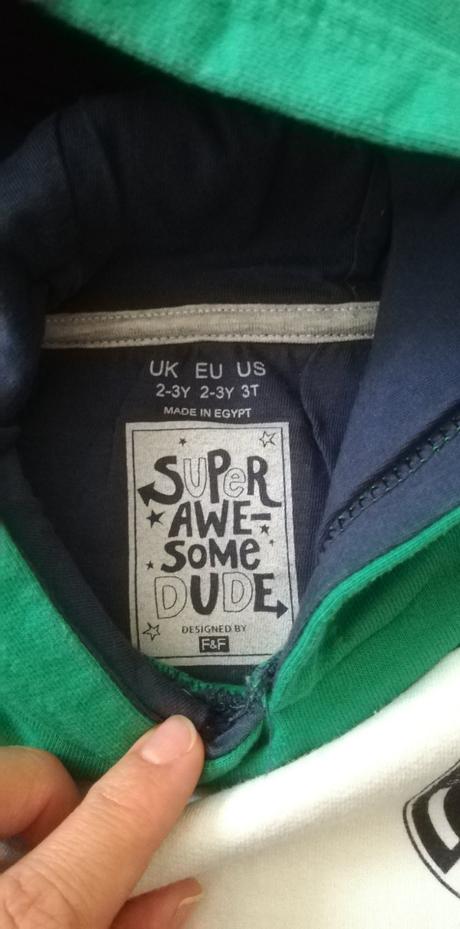 UK EU US
2-3Y 2-3Y 3T
MADE IN EGYPT
SUPeR
AWE-
SOMe
DUDE
DESIGNED BY
F&F